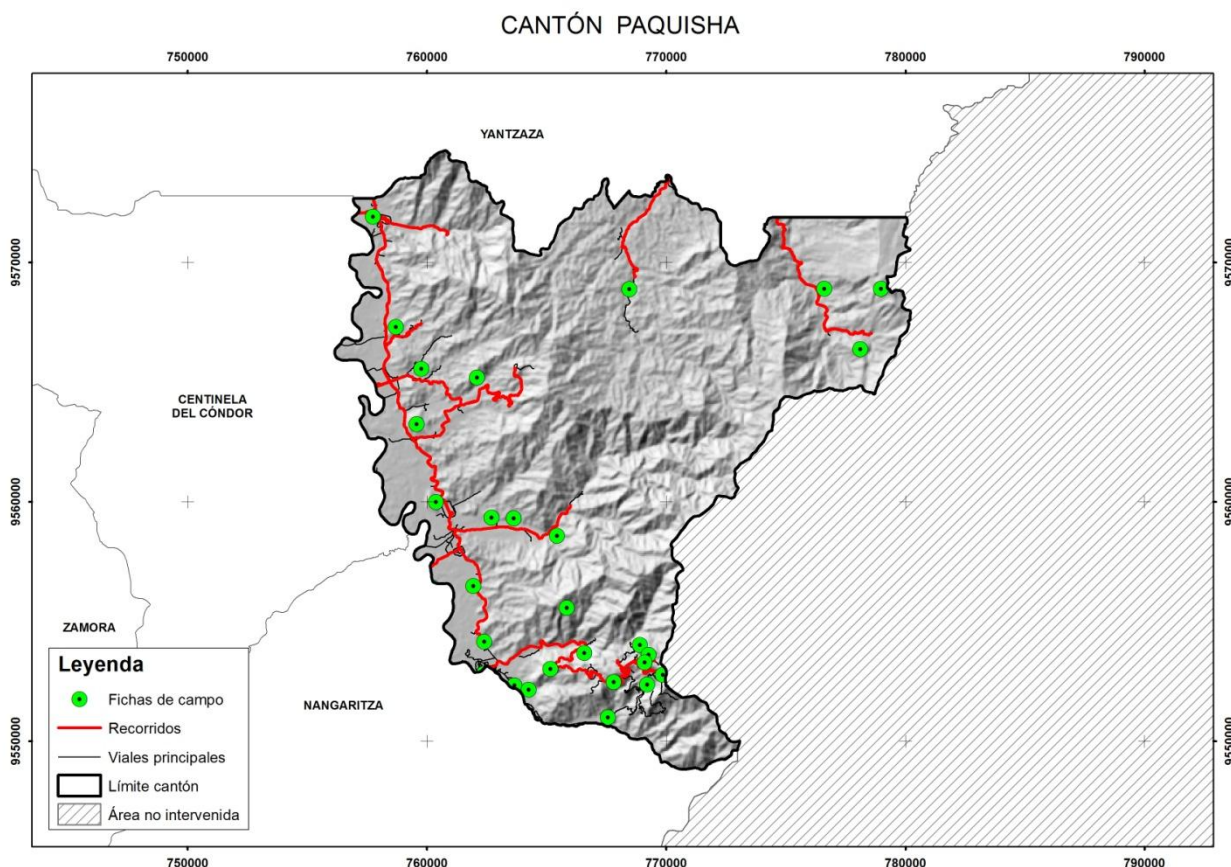 CANTÓN PAQUISHA
750000 760000 770000 780000 790000
YANTZAZA
9570000 9570000
CENTINELA
DEL CÓNDOR
9560000 9560000
ZAMORA
NANGARITZA
Leyenda
Fichas de campo
Recorridos
Viales principales
Límite cantón
Área no intervenida
9550000 9550000
750000 760000 770000 780000 790000